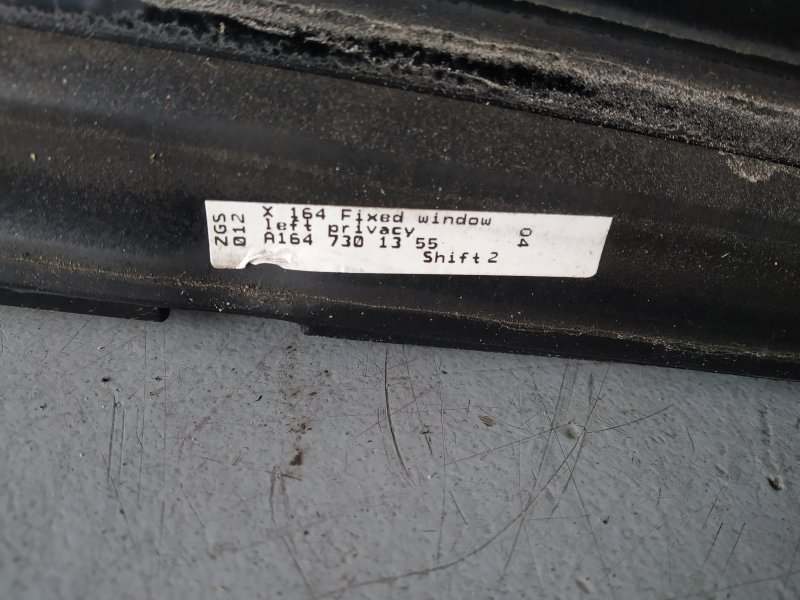 ZGS
012
X 164 Fixed window
left privacy
A164 730 13 55
Shift 2
04